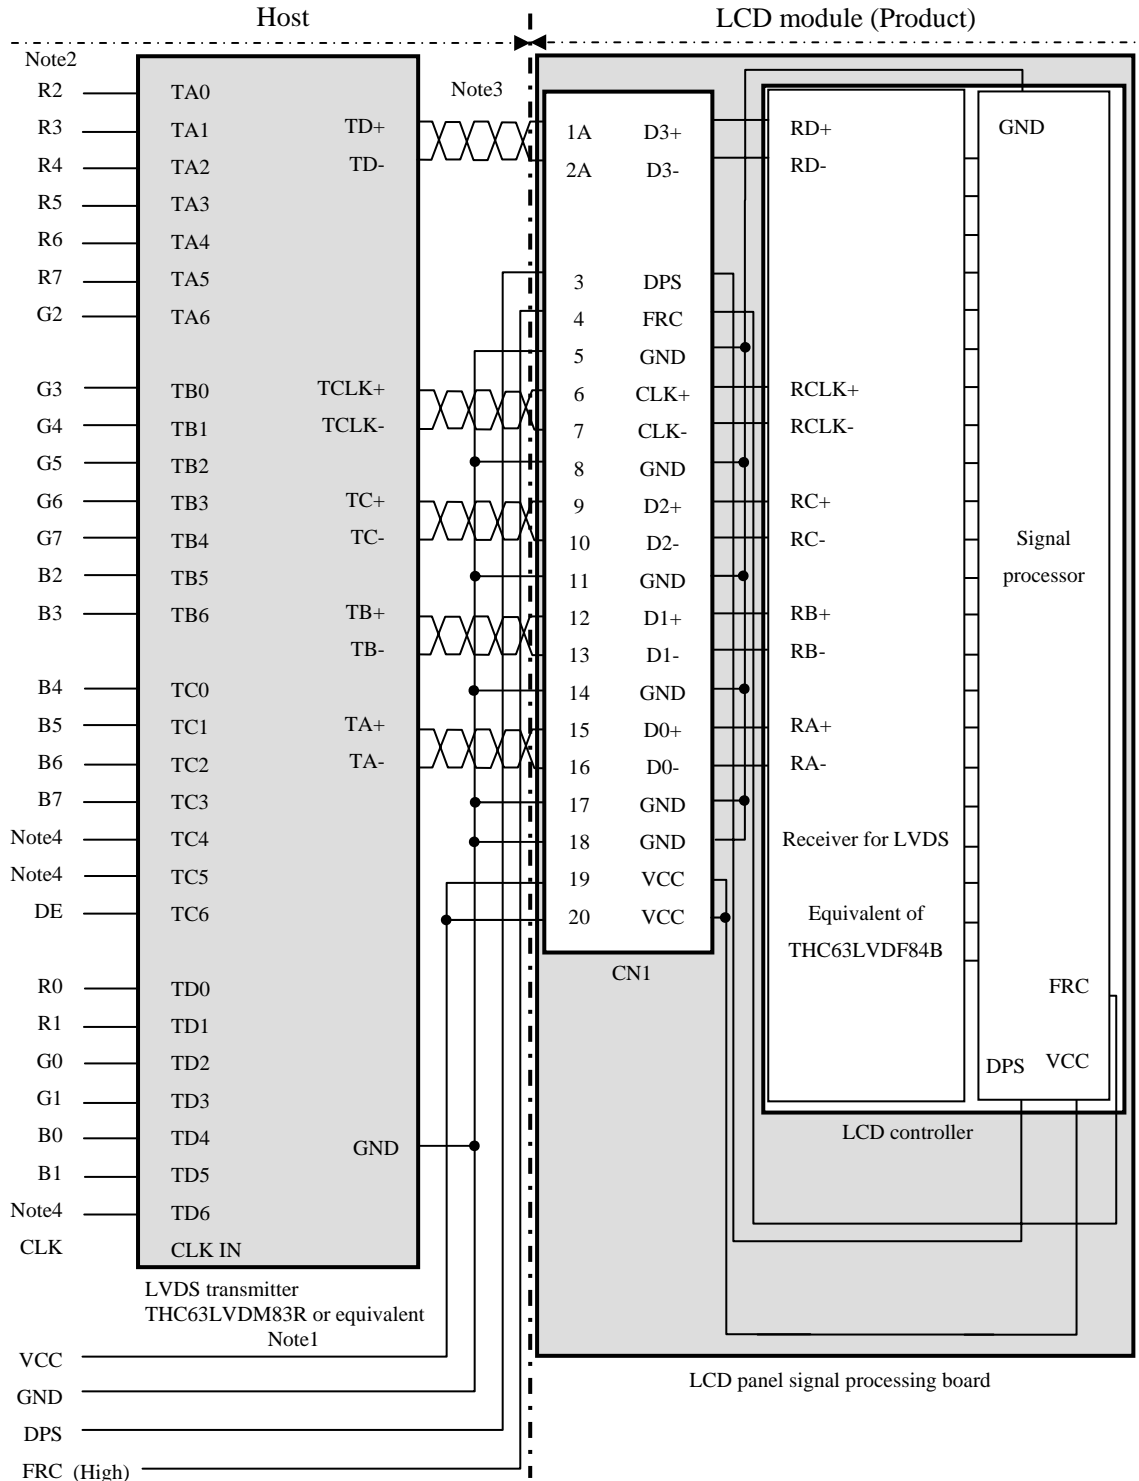 Host
LCD module (Product)
Note2
R2
R3
R4
R5
R6
R7
G2
G3
G4
G5
G6
G7
B2
B3
B4
B5
B6
B7
Note4
Note4
DE
R0
R1
G0
G1
B0
B1
Note4
CLK
TA0
TA1
TA2
TA3
TA4
TA5
TA6
TB0
TB1
TB2
TB3
TB4
TB5
TB6
TC0
TC1
TC2
TC3
TC4
TC5
TC6
TD0
TD1
TD2
TD3
TD4
TD5
TD6
CLK IN
TD+
TD-
TCLK+
TCLK-
TC+
TC-
TB+
TB-
TA+
TA-
GND
LVDS transmitter
THC63LVDM83R or equivalent
Note1
VCC
GND
DPS
FRC (High)
Note3
1A D3+
2A D3-
3 DPS
4 FRC
5 GND
6 CLK+
7 CLK-
8 GND
9 D2+
10 D2-
11 GND
12 D1+
13 D1-
14 GND
15 D0+
16 D0-
17 GND
18 GND
19 VCC
20 VCC
CN1
RD+
RD-
RCLK+
RCLK-
RC+
RC-
RB+
RB-
RA+
RA-
Receiver for LVDS
Equivalent of
THC63LVDF84B
GND
Signal
processor
FRC
DPS VCC
LCD controller
LCD panel signal processing board